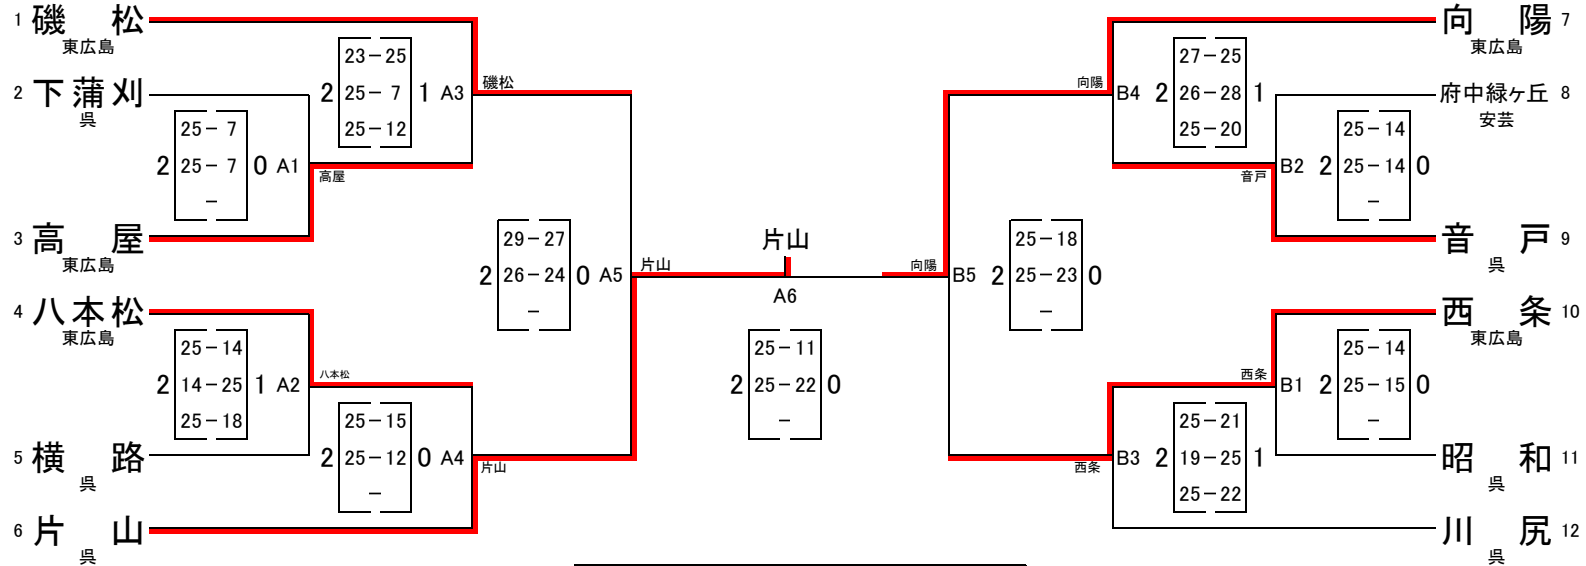 1 磯 松
東広島
2 下蒲刈
呉
3 高 屋
東広島
4 八本松
東広島
5 横 路
呉
6 片 山
呉
25-7
2 25-7 0 A1
-
高屋
25-14
2 14-25 1 A2
25-18
八本松
23-25
2 25-7 1 A3
25-12
磯松
25-15
2 25-12 0 A4
-
片山
29-27
2 26-24 0 A5
-
片山
片山
A6
25-11
2 25-22 0
-
向陽
25-18
B5 2 25-23 0
-
向陽
27-25
B4 2 26-28 1
25-20
西条
25-21
B3 2 19-25 1
25-22
音戸
25-14
B2 2 25-14 0
-
西条
25-14
B1 2 25-15 0
-
向 陽 7
東広島
府中緑ヶ丘 8
安芸
音 戸 9
呉
西 条 10
東広島
昭 和 11
呉
川 尻 12
呉